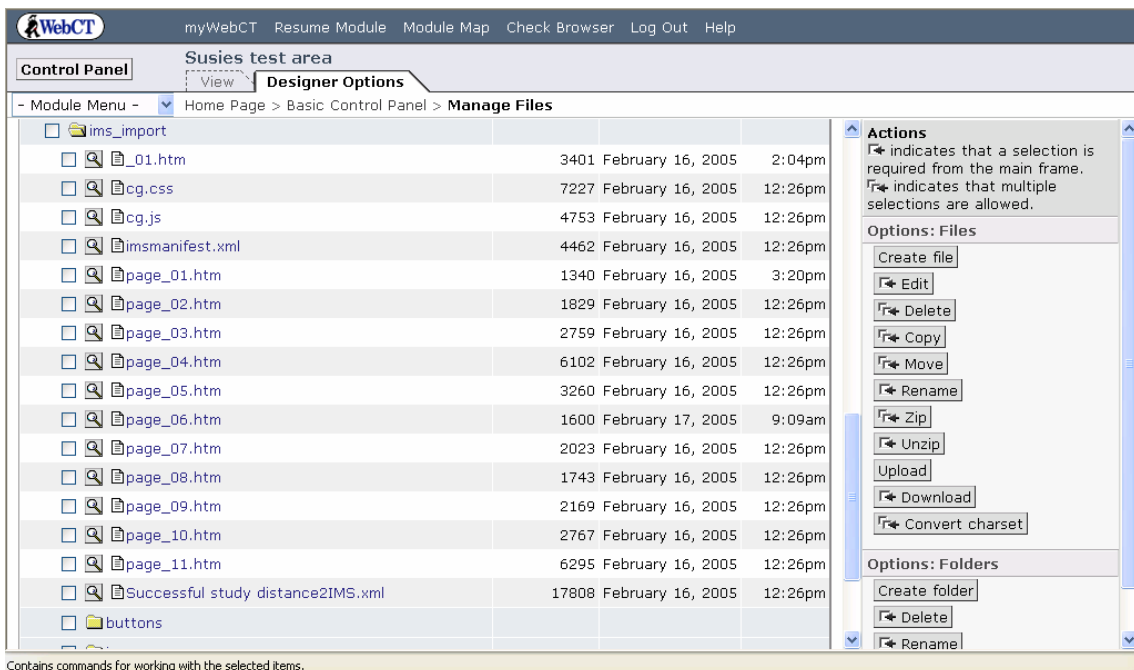 WebCT
myWebCT Resume Module Module Map Check Browser Log Out Help
Control Panel
Susies test area
View Designer Options
- Module Menu - Home Page > Basic Control Panel > Manage Files
ims_import
_01.htm 3401 February 16, 2005 2:04pm
cg.css 7227 February 16, 2005 12:26pm
cg.js 4753 February 16, 2005 12:26pm
imsmanifest.xml 4462 February 16, 2005 12:26pm
page_01.htm 1340 February 16, 2005 3:20pm
page_02.htm 1829 February 16, 2005 12:26pm
page_03.htm 2759 February 16, 2005 12:26pm
page_04.htm 6102 February 16, 2005 12:26pm
page_05.htm 3260 February 16, 2005 12:26pm
page_06.htm 1600 February 17, 2005 9:09am
page_07.htm 2023 February 16, 2005 12:26pm
page_08.htm 1743 February 16, 2005 12:26pm
page_09.htm 2169 February 16, 2005 12:26pm
page_10.htm 2767 February 16, 2005 12:26pm
page_11.htm 6295 February 16, 2005 12:26pm
Successful study distance2IMS.xml 17808 February 16, 2005 12:26pm
buttons
Actions
indicates that a selection is
required from the main frame.
indicates that multiple
selections are allowed.
Options: Files
Create file
Edit
Delete
Copy
Move
Rename
Zip
Unzip
Upload
Download
Convert charset
Options: Folders
Create folder
Delete
Rename
Contains commands for working with the selected items.